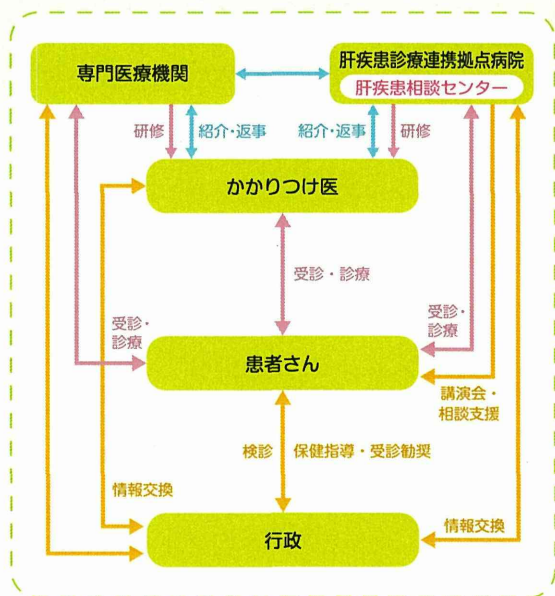 専門医療機関
肝疾患診療連携拠点病院
肝疾患相談センター
研修
紹介・返事
紹介・返事
研修
かかりつけ医
受診・診療
受診・
診療
受診・
診療
患者さん
講演会・
相談支援
検診
保健指導・受診勧奨
情報交換
情報交換
行政